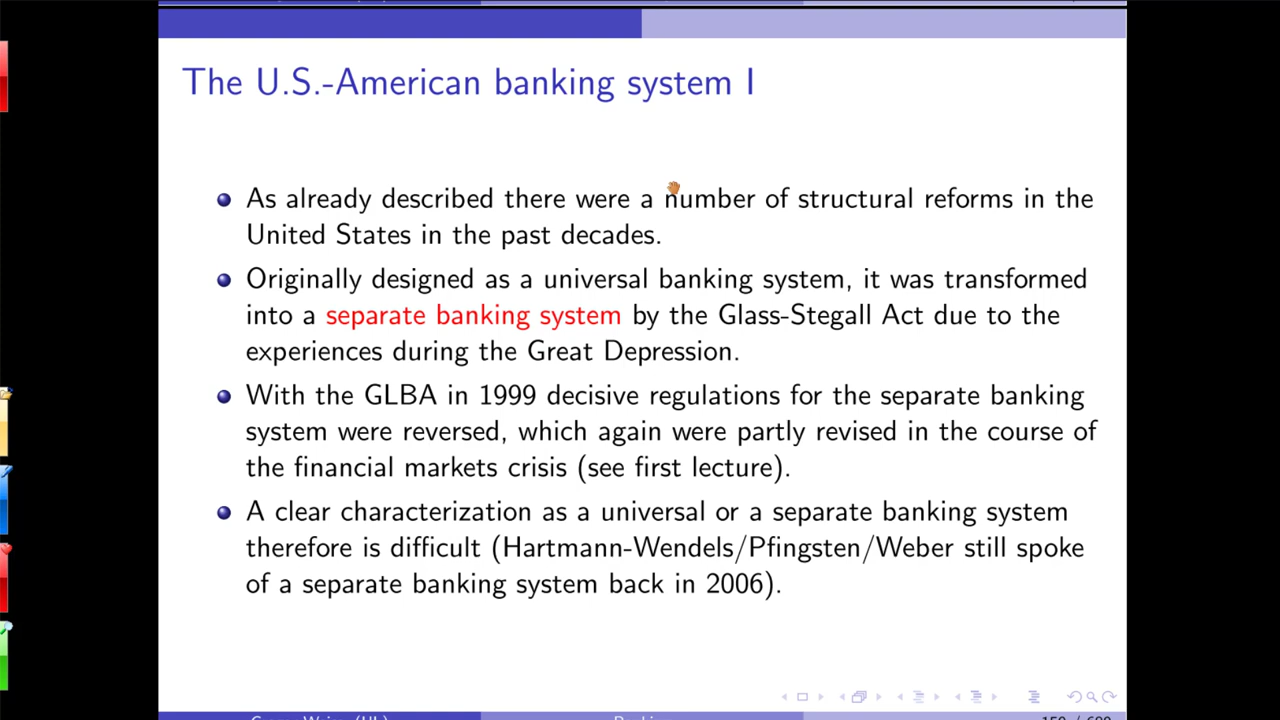 The U.S.-American banking system I
As already described there were a number of structural reforms in the
United States in the past decades.
Originally designed as a universal banking system, it was transformed
into a separate banking system by the Glass-Stegall Act due to the
experiences during the Great Depression.
With the GLBA in 1999 decisive regulations for the separate banking
system were reversed, which again were partly revised in the course of
the financial markets crisis (see first lecture).
A clear characterization as a universal or a separate banking system
therefore is difficult (Hartmann-Wendels/Pfingsten/Weber still spoke
of a separate banking system back in 2006).